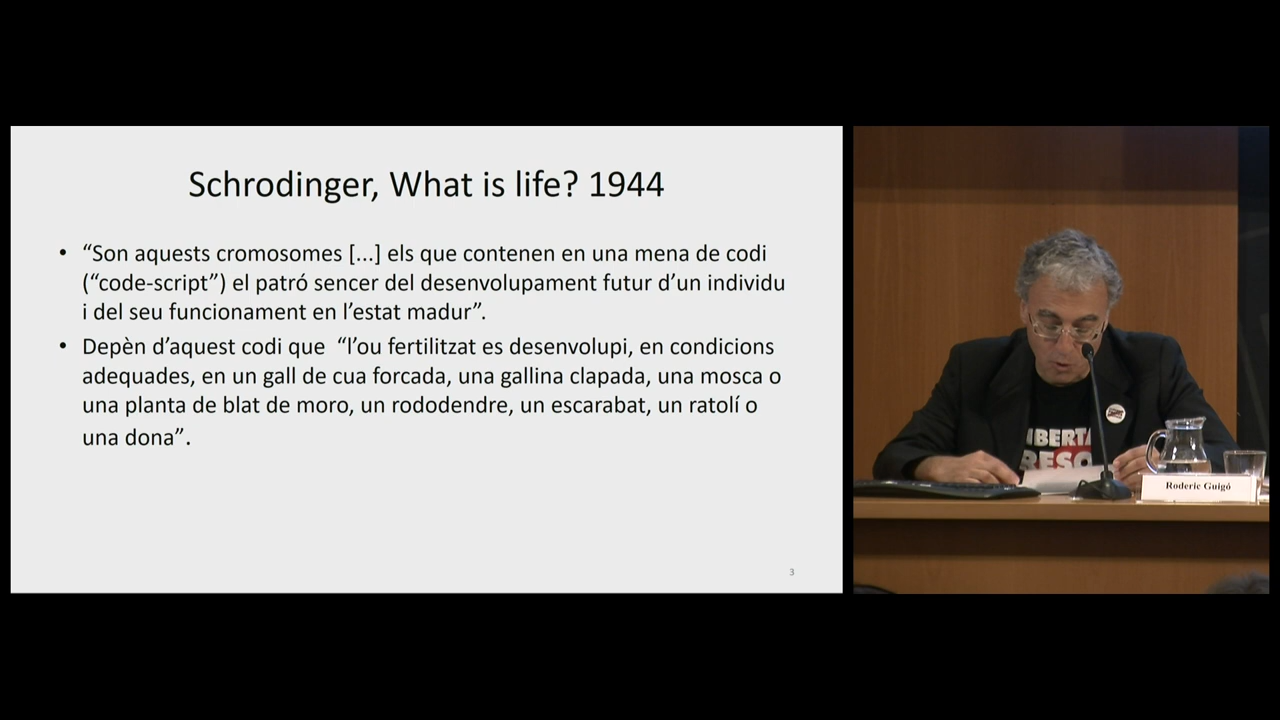 Schrodinger, What is life? 1944
• “Son aquests cromosomes [...] els que contenen en una mena de codi
(“code-script”) el patró sencer del desenvolupament futur d’un individu
i del seu funcionament en l’estat madur”.
• Depèn d’aquest codi que “l’ou fertilitzat es desenvolupi, en condicions
adequades, en un gall de cua forcada, una gallina clapada, una mosca o
una planta de blat de moro, un rododendre, un escarabat, un ratolí o
una dona”.
3
IBERTA
RESO
Roderic Guigó